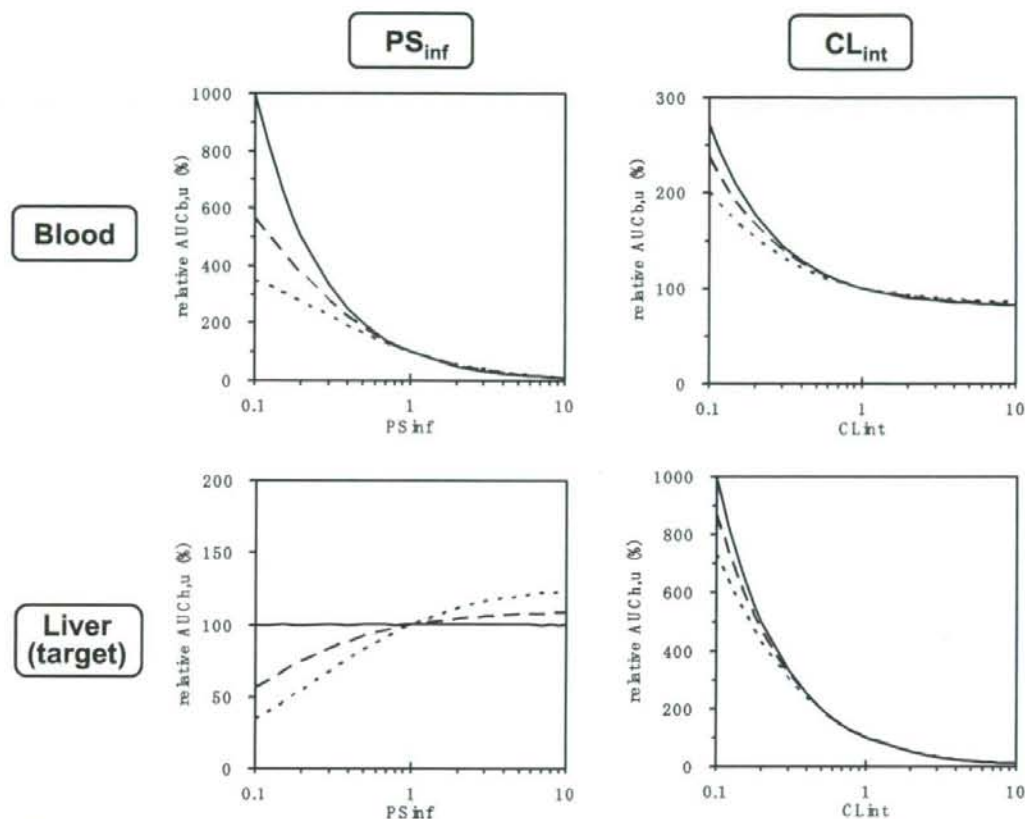 PSinf
CLint
Blood
relative AUCb,u (%)
1000
800
600
400
200
0
0.1
1
10
PSinf
relative AUCb,u (%)
300
200
100
0
0.1
1
10
CLint
Liver
(target)
relative AUCh,u (%)
200
150
100
50
0
0.1
1
10
PSinf
relative AUCh,u (%)
1000
800
600
400
200
0
0.1
1
10
CLint